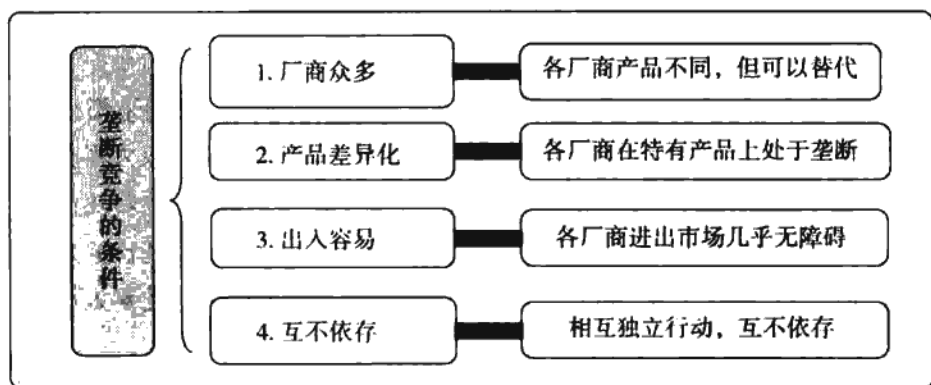 垄断竞争的条件
1. 厂商众多
各厂商产品不同，但可以替代
2. 产品差异化
各厂商在特有产品上处于垄断
3. 出入容易
各厂商进出市场几乎无障碍
4. 互不依存
相互独立行动，互不依存